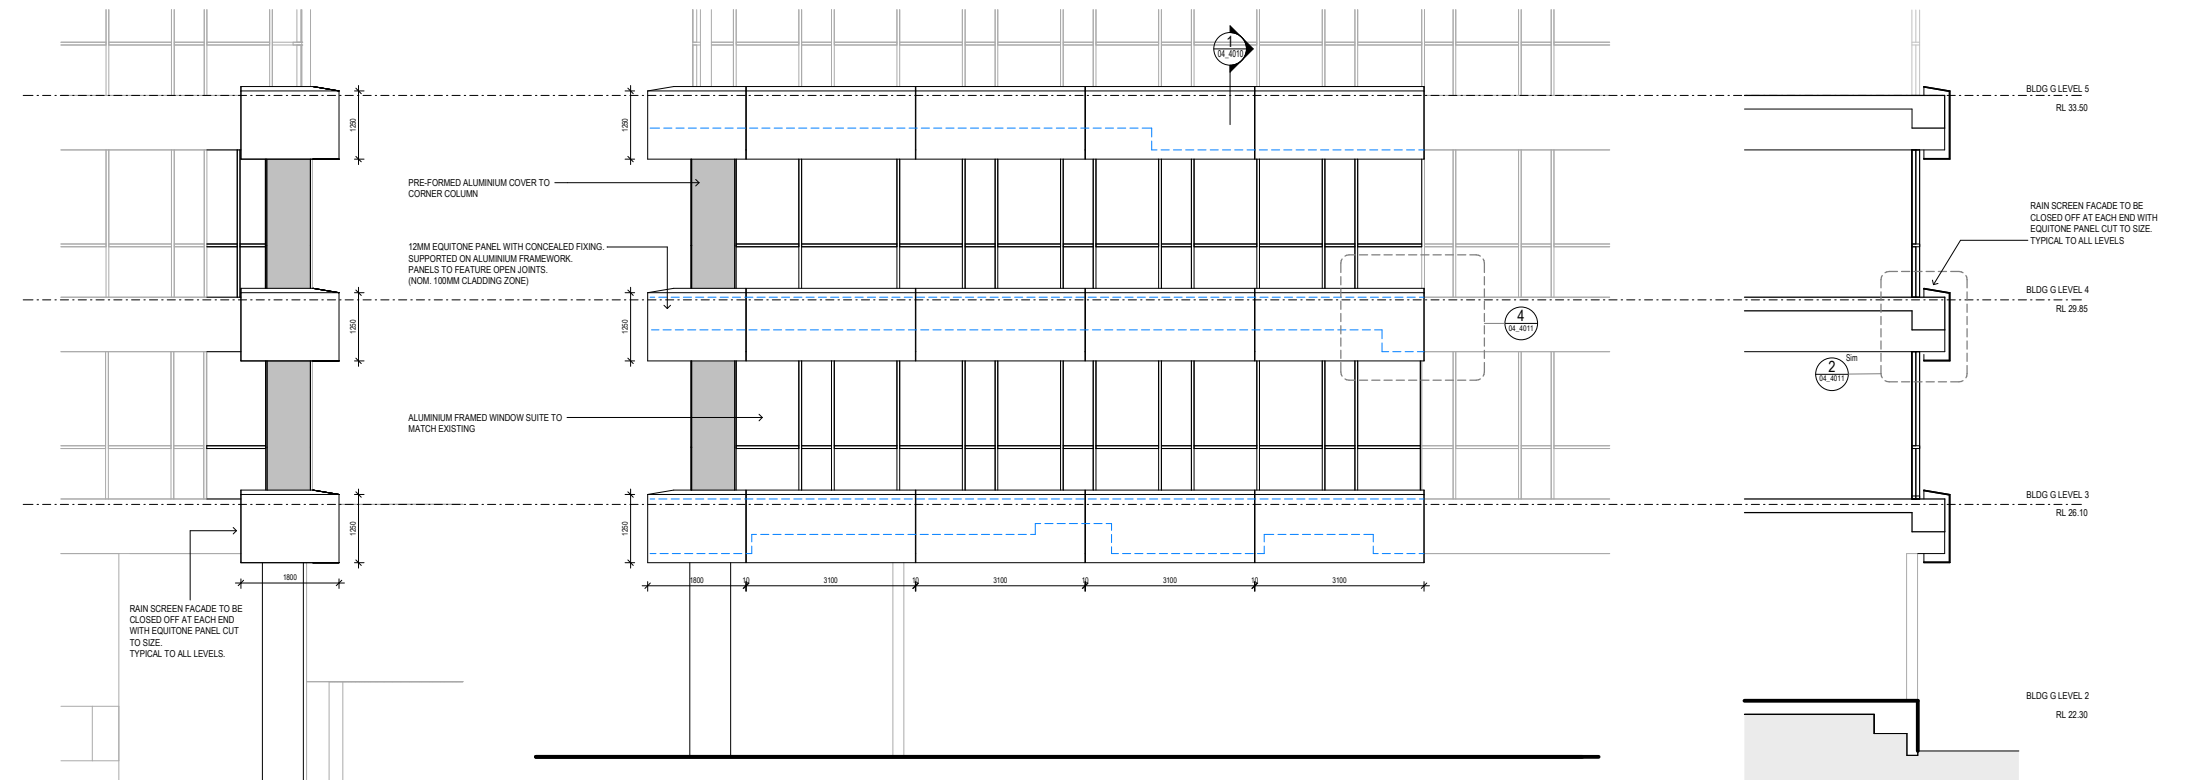 1
04_4010
BLDG G LEVEL 5
RL 33.50
1250
1250
PRE-FORMED ALUMINIUM COVER TO
CORNER COLUMN
12MM EQUITONE PANEL WITH CONCEALED FIXING.
SUPPORTED ON ALUMINIUM FRAMEWORK.
PANELS TO FEATURE OPEN JOINTS.
(NOM. 100MM CLADDING ZONE)
RAIN SCREEN FACADE TO BE
CLOSED OFF AT EACH END WITH
EQUITONE PANEL CUT TO SIZE.
TYPICAL TO ALL LEVELS
BLDG G LEVEL 4
RL 29.85
1250
1250
4
04_4011
Sim
2
04_4011
ALUMINIUM FRAMED WINDOW SUITE TO
MATCH EXISTING
BLDG G LEVEL 3
RL 26.10
1250
1250
1800
1800
10
3100
10
3100
10
3100
10
3100
RAIN SCREEN FACADE TO BE
CLOSED OFF AT EACH END
WITH EQUITONE PANEL CUT
TO SIZE.
TYPICAL TO ALL LEVELS.
BLDG G LEVEL 2
RL 22.30